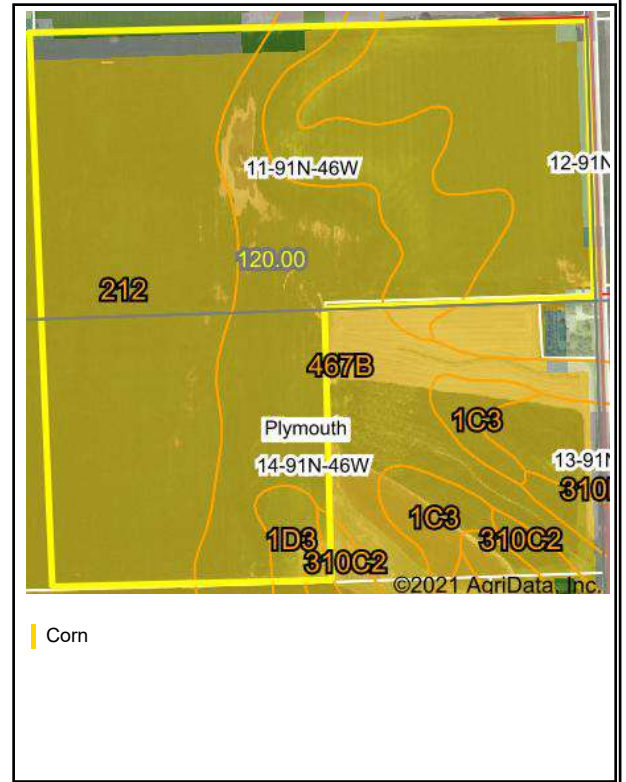 11-91N-46W
12-91N
120.00
212
467B
1C3
Plymouth
14-91N-46W
13-91N
310
1C3
310C2
1D3
310C2
©2021 AgriData, Inc.
Corn